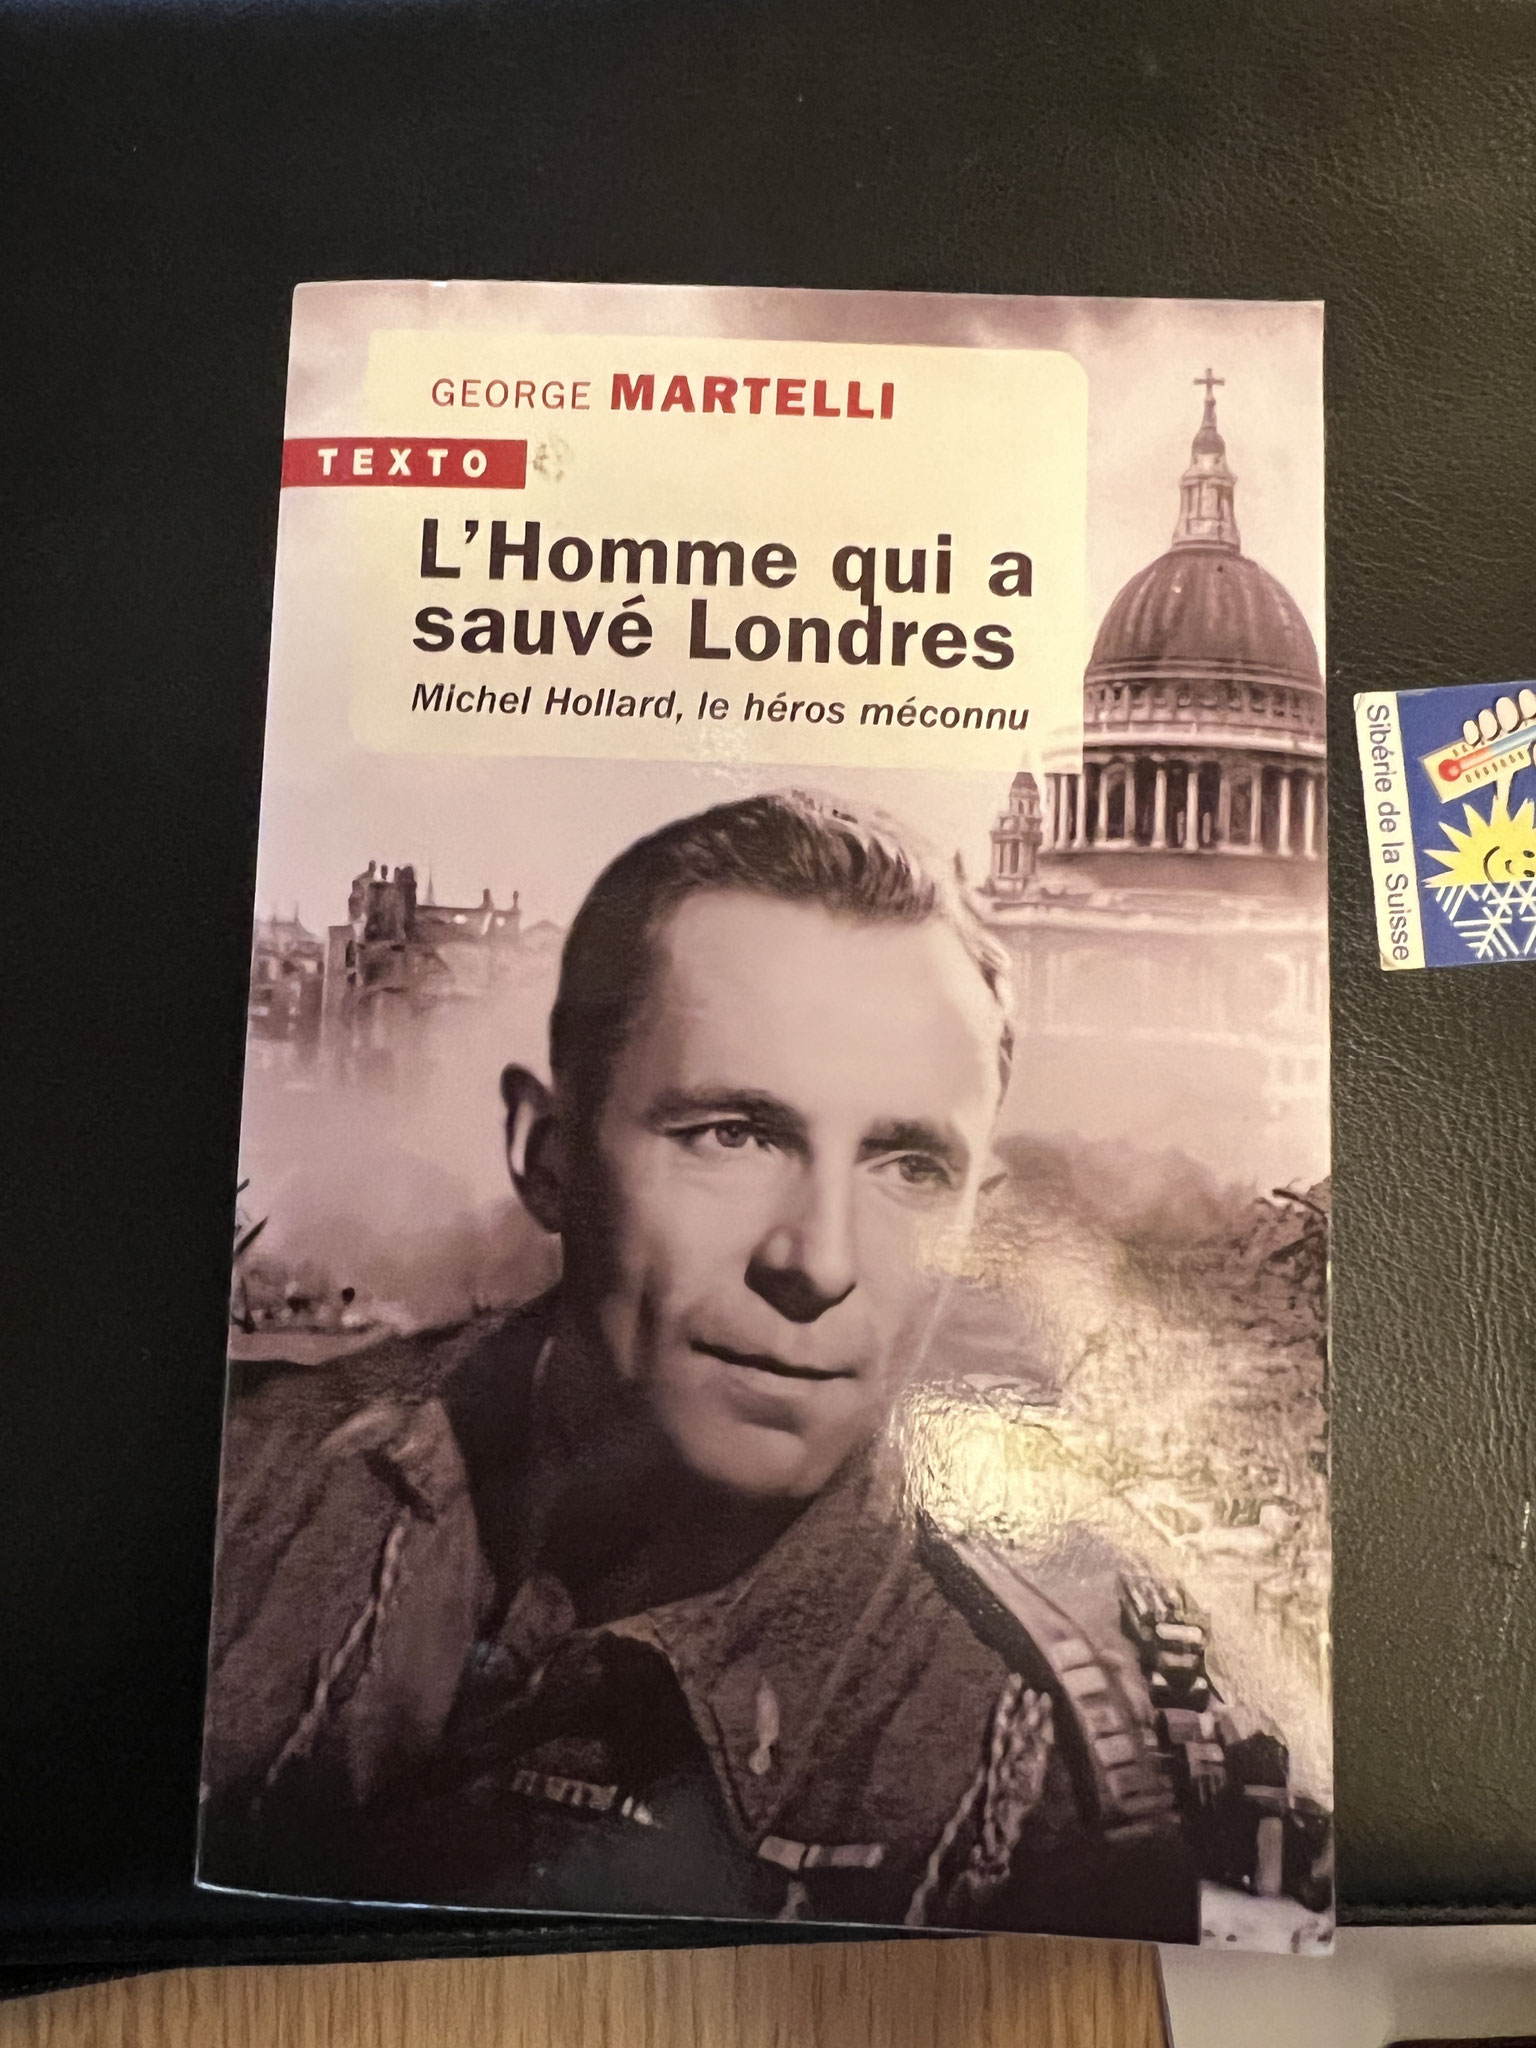 GEORGE MARTELLI
TEXTO
L'Homme qui a
sauvé Londres
Michel Hollard, le héros méconnu
Sibérie de la Suisse